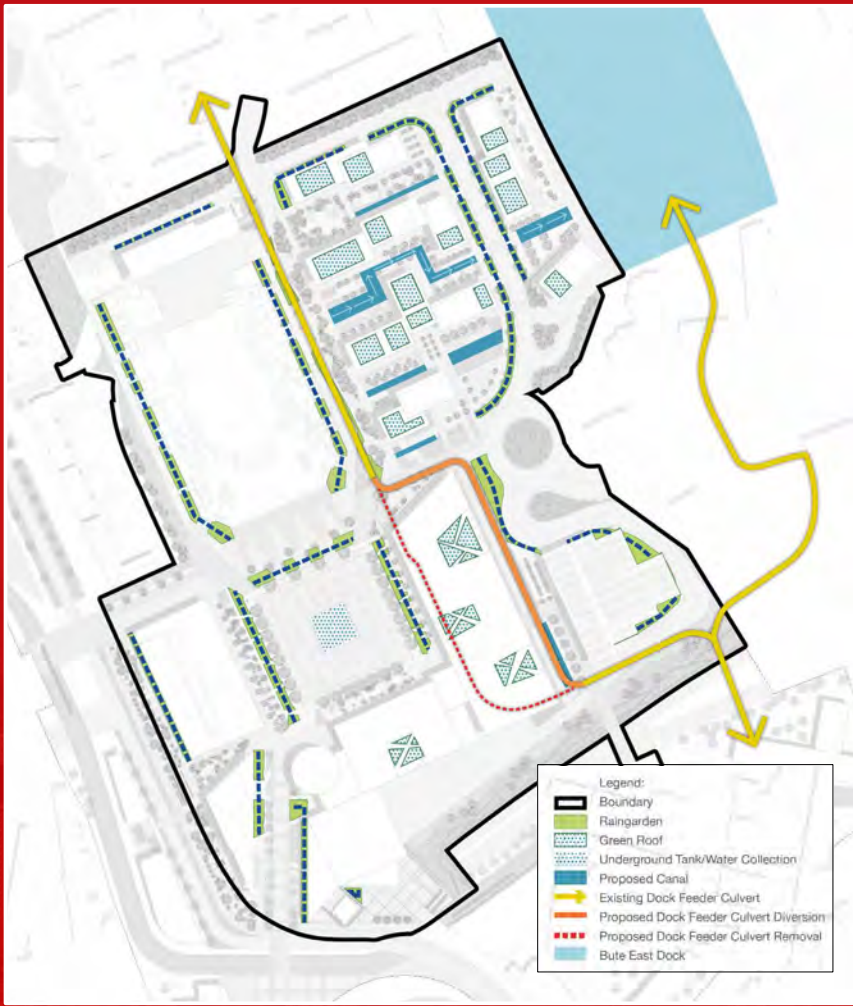 Legend:
Boundary
Raingarden
Green Roof
Underground Tank/Water Collection
Proposed Canal
Existing Dock Feeder Culvert
Proposed Dock Feeder Culvert Diversion
Proposed Dock Feeder Culvert Removal
Bute East Dock